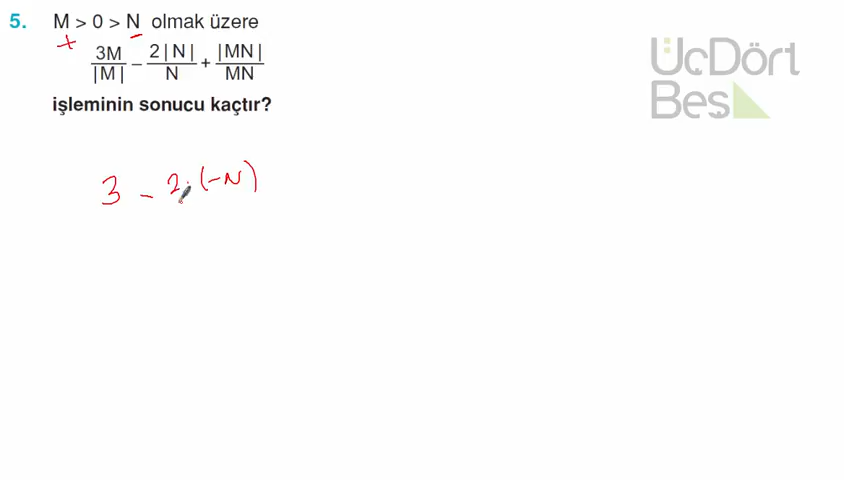 5. M > 0 > N olmak üzere
+ -
3M/|M| − 2|N|/N + |MN|/MN
işleminin sonucu kaçtır?
3 - 2.(-N)
ÜçDört
Beş